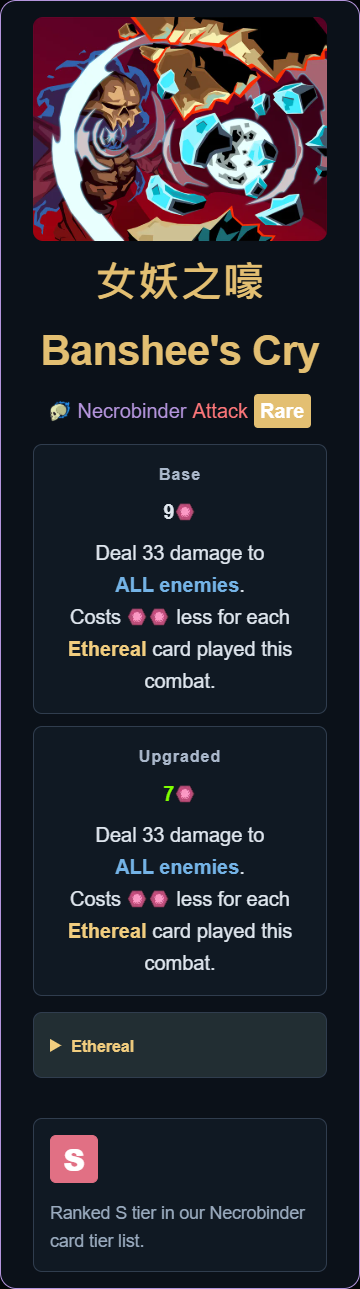 女妖之嚎
Banshee's Cry
Necrobinder Attack Rare
Base
9
Deal 33 damage to
ALL enemies.
Costs less for each
Ethereal card played this
combat.
Upgraded
7
Deal 33 damage to
ALL enemies.
Costs less for each
Ethereal card played this
combat.
Ethereal
S
Ranked S tier in our Necrobinder
card tier list.